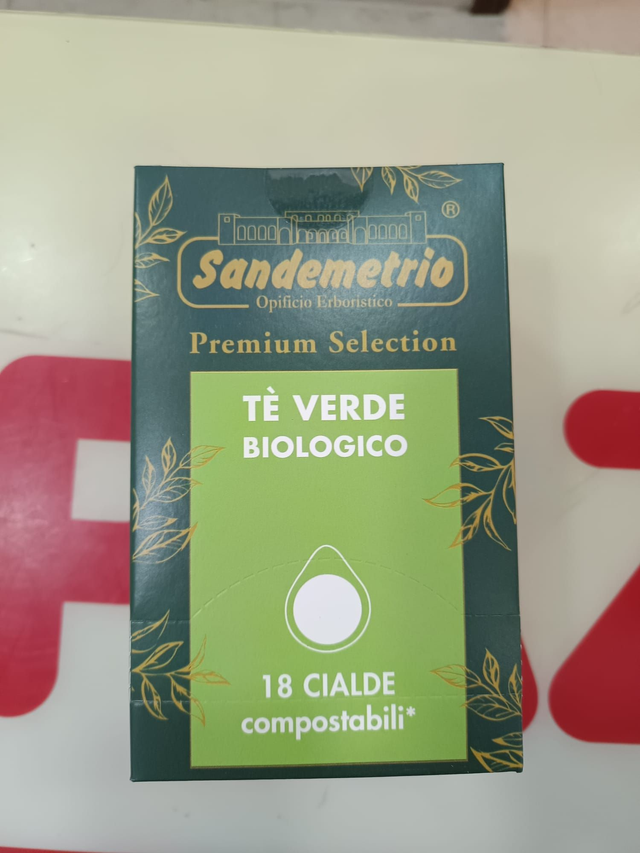 ®
Sandemetrio
Opificio Erboristico
Premium Selection
TÈ VERDE
BIOLOGICO
18 CIALDE
compostabili*